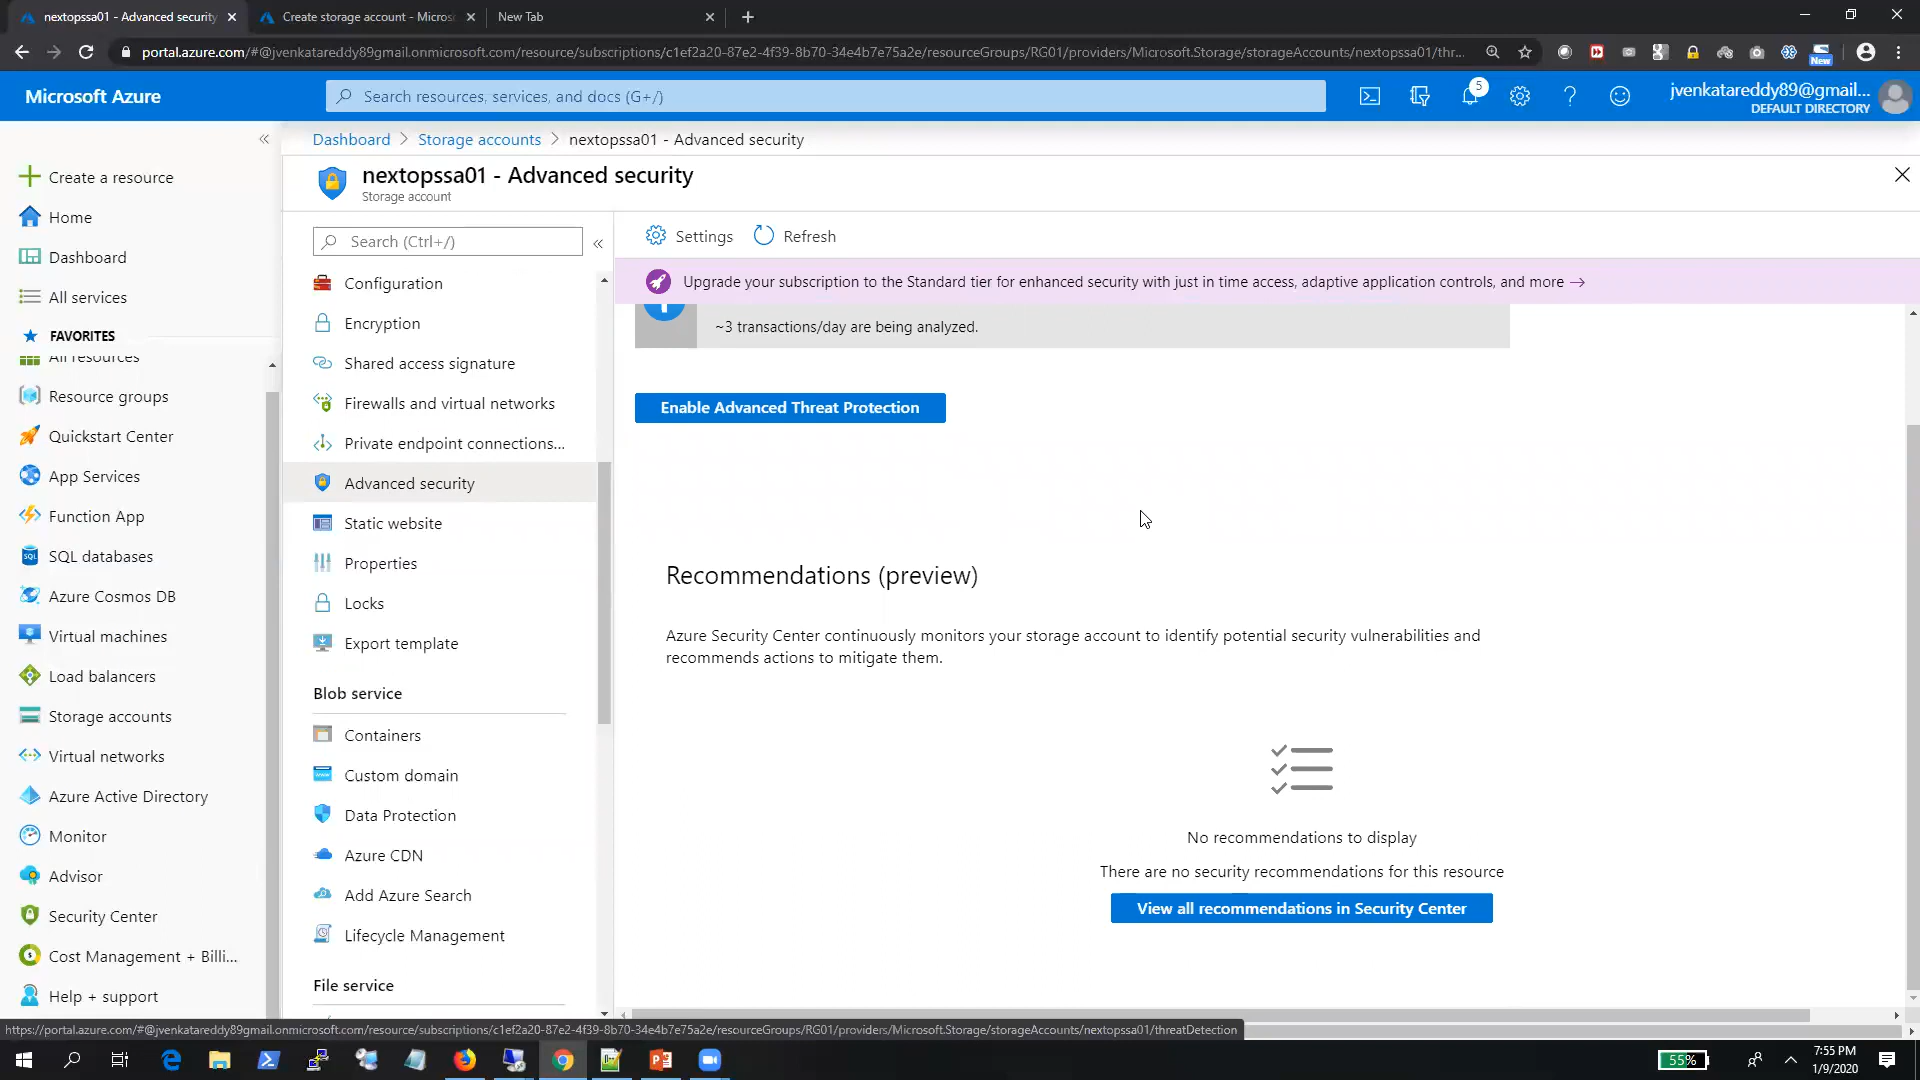 nextopssa01 - Advanced security
Create storage account - Micros
New Tab
portal.azure.com/#@jvenkatareddy89gmail.onmicrosoft.com/resource/subscriptions/c1ef2a20-87e2-4f39-8b70-34e4b7e75a2e/resourceGroups/RG01/providers/Microsoft.Storage/storageAccounts/nextopssa01/thr...
New
Microsoft Azure
Search resources, services, and docs (G+/)
5
jvenkatareddy89@gmail....
DEFAULT DIRECTORY
Dashboard > Storage accounts > nextopssa01 - Advanced security
nextopssa01 - Advanced security
Storage account
Create a resource
Home
Dashboard
All services
FAVORITES
All resources
Resource groups
Quickstart Center
App Services
Function App
SQL databases
Azure Cosmos DB
Virtual machines
Load balancers
Storage accounts
Virtual networks
Azure Active Directory
Monitor
Advisor
Security Center
Cost Management + Billi...
Help + support
Search (Ctrl+/)
Configuration
Encryption
Shared access signature
Firewalls and virtual networks
Private endpoint connections...
Advanced security
Static website
Properties
Locks
Export template
Blob service
Containers
Custom domain
Data Protection
Azure CDN
Add Azure Search
Lifecycle Management
File service
Settings
Refresh
Upgrade your subscription to the Standard tier for enhanced security with just in time access, adaptive application controls, and more →
~3 transactions/day are being analyzed.
Enable Advanced Threat Protection
Recommendations (preview)
Azure Security Center continuously monitors your storage account to identify potential security vulnerabilities and
recommends actions to mitigate them.
No recommendations to display
There are no security recommendations for this resource
View all recommendations in Security Center
https://portal.azure.com/#@jvenkatareddy89gmail.onmicrosoft.com/resource/subscriptions/c1ef2a20-87e2-4f39-8b70-34e4b7e75a2e/resourceGroups/RG01/providers/Microsoft.Storage/storageAccounts/nextopssa01/threatDetection
55%
7:55 PM
1/9/2020